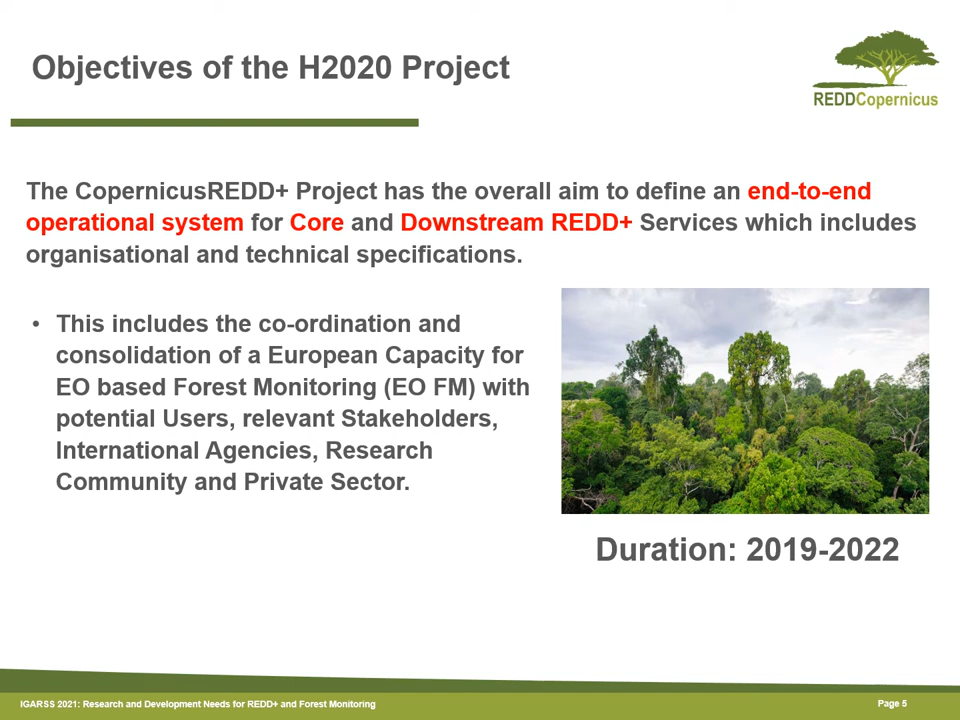 Objectives of the H2020 Project
REDDCopernicus
The CopernicusREDD+ Project has the overall aim to define an end-to-end
operational system for Core and Downstream REDD+ Services which includes
organisational and technical specifications.
• This includes the co-ordination and
consolidation of a European Capacity for
EO based Forest Monitoring (EO FM) with
potential Users, relevant Stakeholders,
International Agencies, Research
Community and Private Sector.
Duration: 2019-2022
IGARSS 2021: Research and Development Needs for REDD+ and Forest Monitoring
Page 5